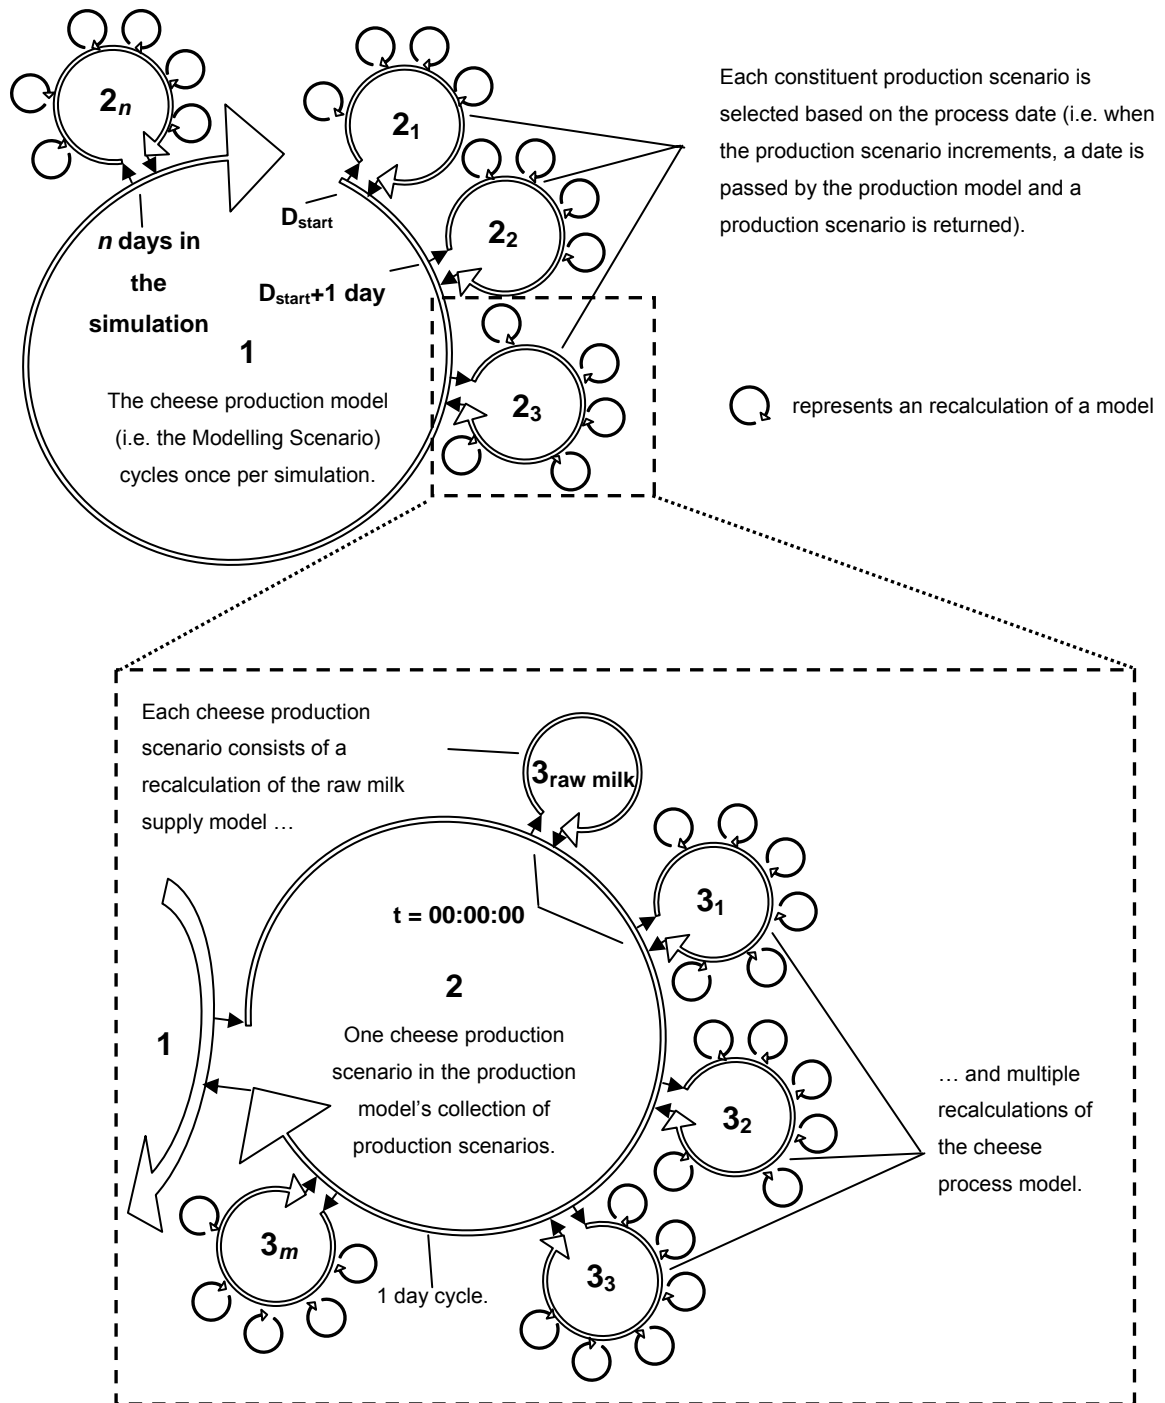 2n
21
Each constituent production scenario is
selected based on the process date (i.e. when
the production scenario increments, a date is
passed by the production model and a
production scenario is returned).
Dstart
22
n days in
the
simulation
Dstart+1 day
1
The cheese production model
(i.e. the Modelling Scenario)
cycles once per simulation.
23
represents an recalculation of a model
Each cheese production
scenario consists of a
recalculation of the raw milk
supply model …
3raw milk
31
t = 00:00:00
2
One cheese production
scenario in the production
model’s collection of
production scenarios.
1
32
… and multiple
recalculations of
the cheese
process model.
3m
33
1 day cycle.